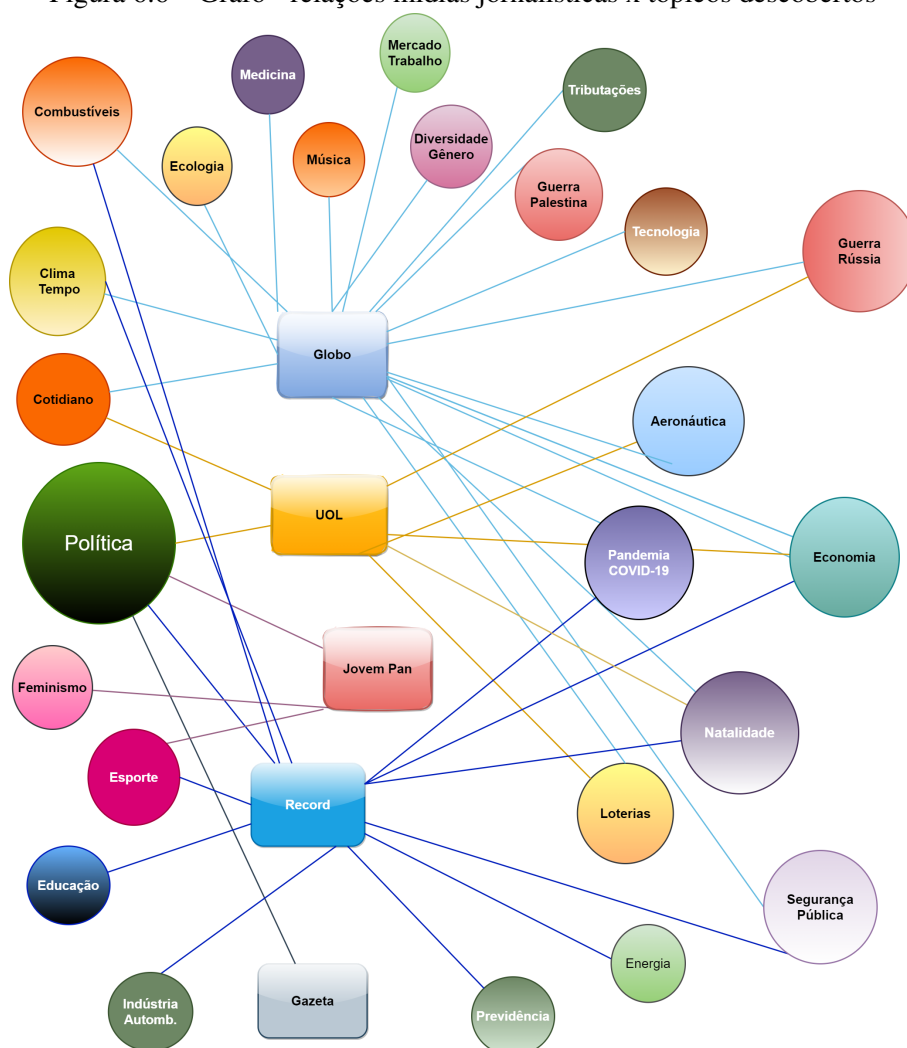 Figura – Grafo - relações mídias jornalísticas x tópicos descobertos
Mercado
Trabalho
Medicina
Combustíveis
Tributações
Diversidade
Gênero
Música
Ecologia
Guerra
Palestina
Tecnologia
Guerra
Rússia
Clima
Tempo
Globo
Cotidiano
Aeronáutica
UOL
Política
Pandemia
COVID-19
Economia
Jovem Pan
Feminismo
Natalidade
Esporte
Record
Loterias
Educação
Segurança
Pública
Energia
Indústria
Automb.
Gazeta
Previdência